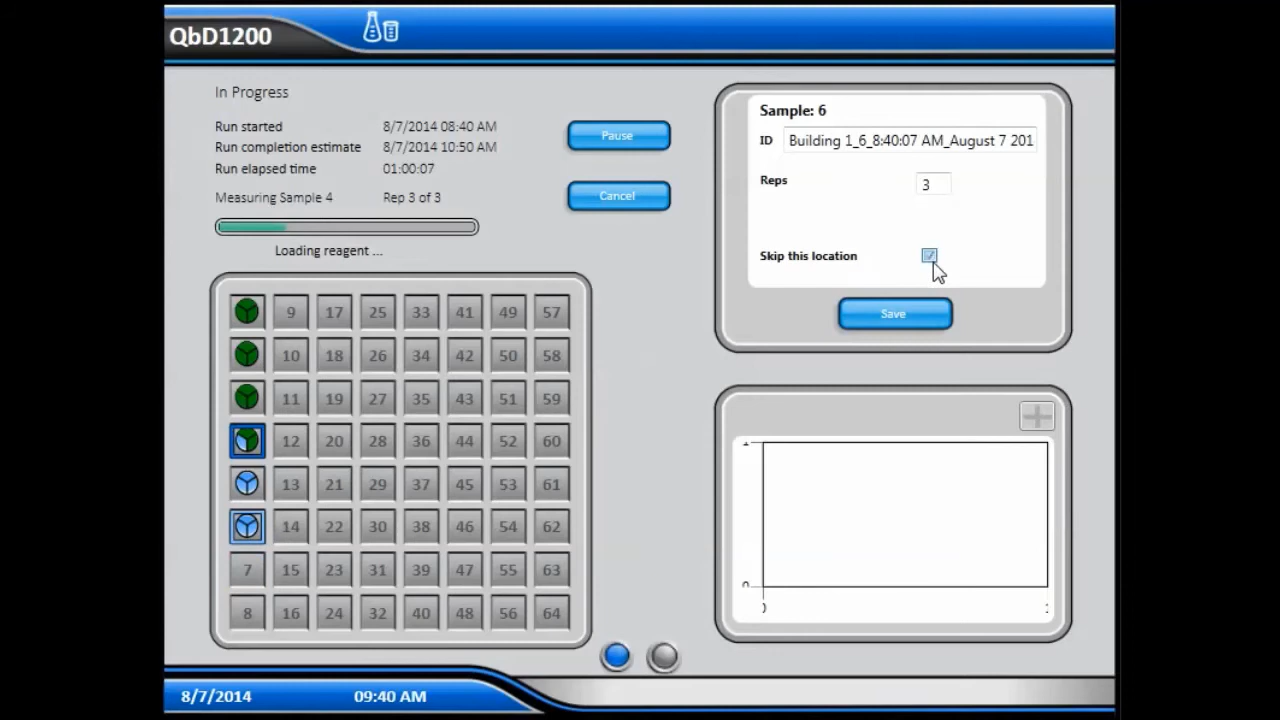 QbD1200
In Progress
Run started 8/7/2014 08:40 AM
Run completion estimate 8/7/2014 10:50 AM
Run elapsed time 01:00:07
Measuring Sample 4 Rep 3 of 3
Loading reagent ...
Pause
Cancel
9 17 25 33 41 49 57
10 18 26 34 42 50 58
11 19 27 35 43 51 59
12 20 28 36 44 52 60
13 21 29 37 45 53 61
14 22 30 38 46 54 62
7 15 23 31 39 47 55 63
8 16 24 32 40 48 56 64
Sample: 6
ID Building 1_6_8:40:07 AM_August 7 201
Reps 3
Skip this location
Save
0
8/7/2014 09:40 AM